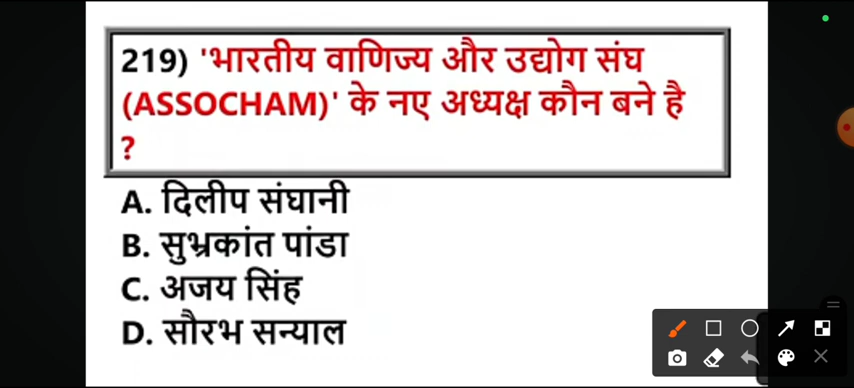 219) 'भारतीय वाणिज्य और उद्योग संघ
(ASSOCHAM)' के नए अध्यक्ष कौन बने है
?
A. दिलीप संघानी
B. सुभ्रकांत पांडा
C. अजय सिंह
D. सौरभ सन्याल